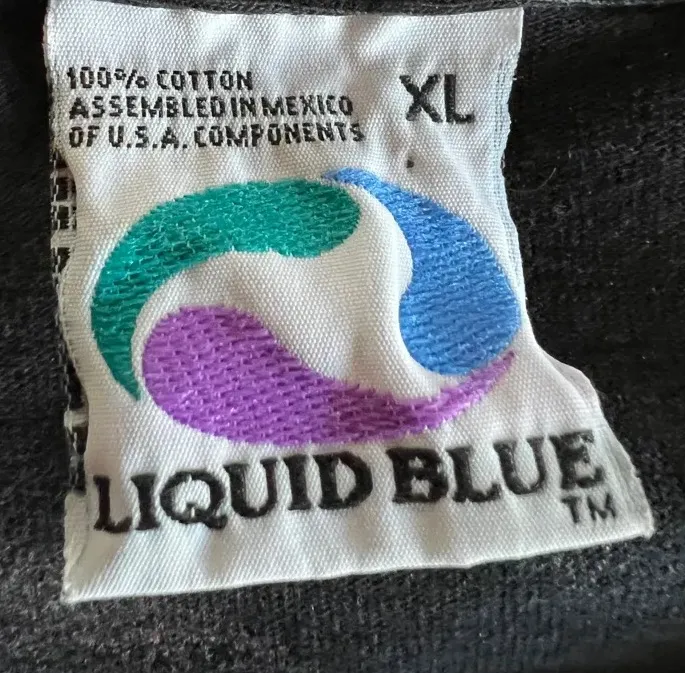 100% COTTON
ASSEMBLED IN MEXICO
OF U.S.A. COMPONENTS
XL
LIQUID BLUE
TM